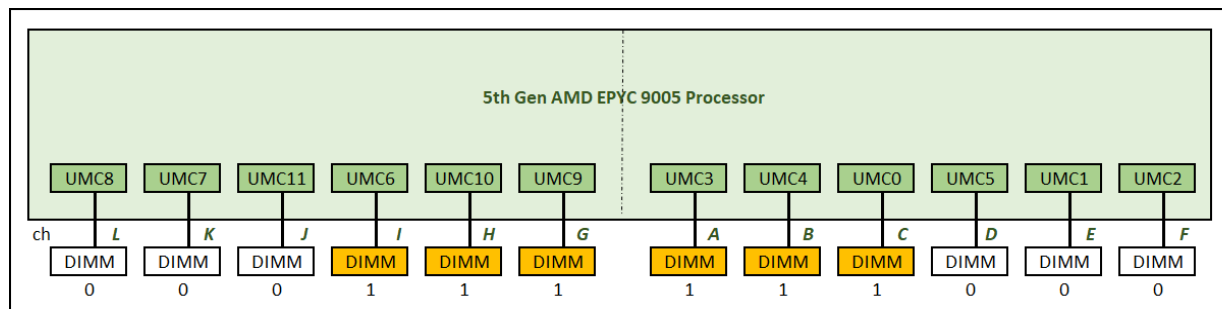 5th Gen AMD EPYC 9005 Processor
UMC8 UMC7 UMC11 UMC6 UMC10 UMC9 UMC3 UMC4 UMC0 UMC5 UMC1 UMC2
ch L K J I H G A B C D E F
DIMM DIMM DIMM DIMM DIMM DIMM DIMM DIMM DIMM DIMM DIMM DIMM
0 0 0 1 1 1 1 1 1 0 0 0